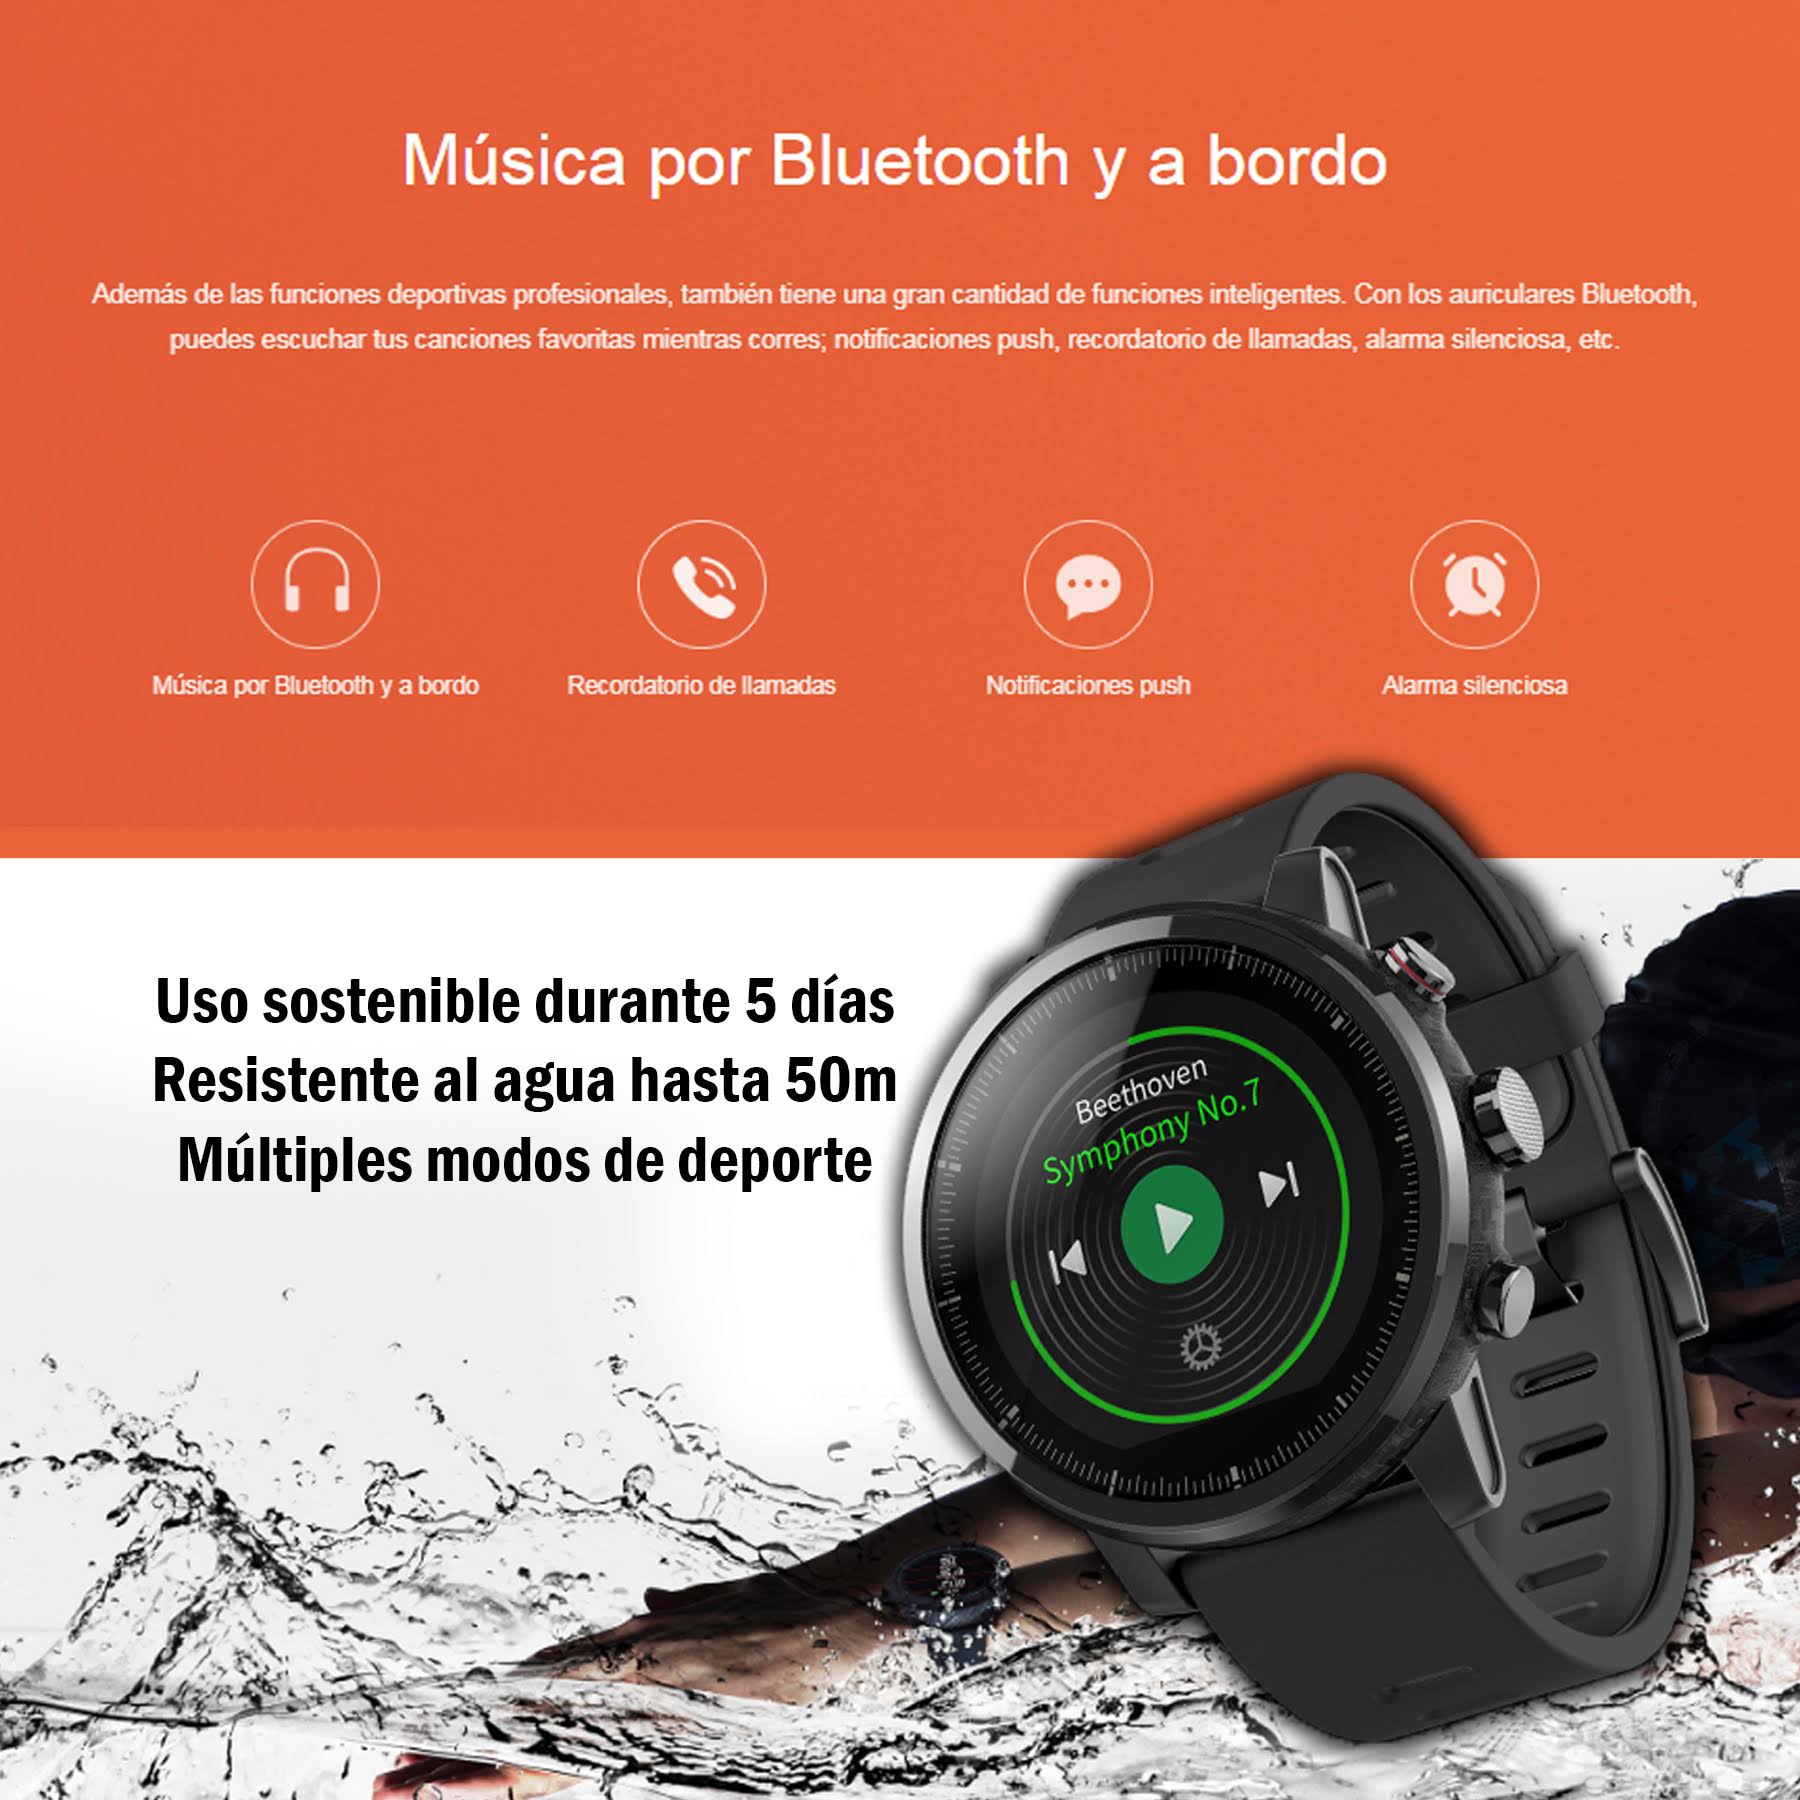 Música por Bluetooth y a bordo
Además de las funciones deportivas profesionales, también tiene una gran cantidad de funciones inteligentes. Con los auriculares Bluetooth,
puedes escuchar tus canciones favoritas mientras corres; notificaciones push, recordatorio de llamadas, alarma silenciosa, etc.
Música por Bluetooth y a bordo
Recordatorio de llamadas
Notificaciones push
Alarma silenciosa
Uso sostenible durante 5 días
Resistente al agua hasta 50m
Múltiples modos de deporte
Beethoven
Symphony No.7